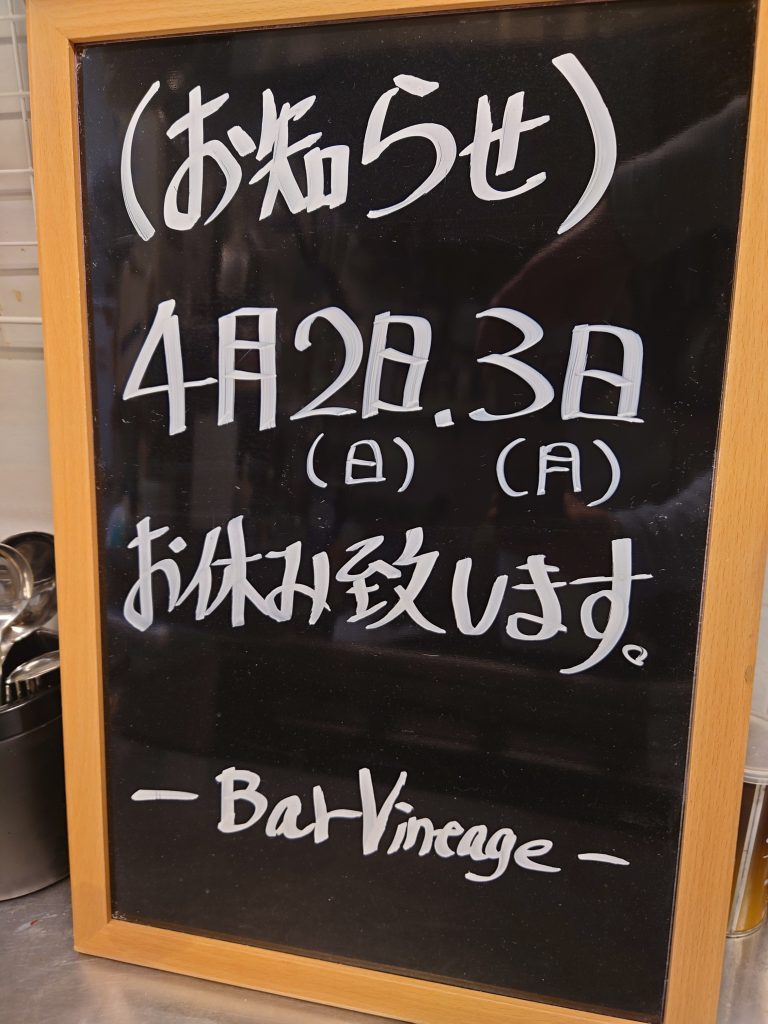 (お知らせ)
4月2日.3日
(日) (月)
お休み致します。
- Bar Vineage -